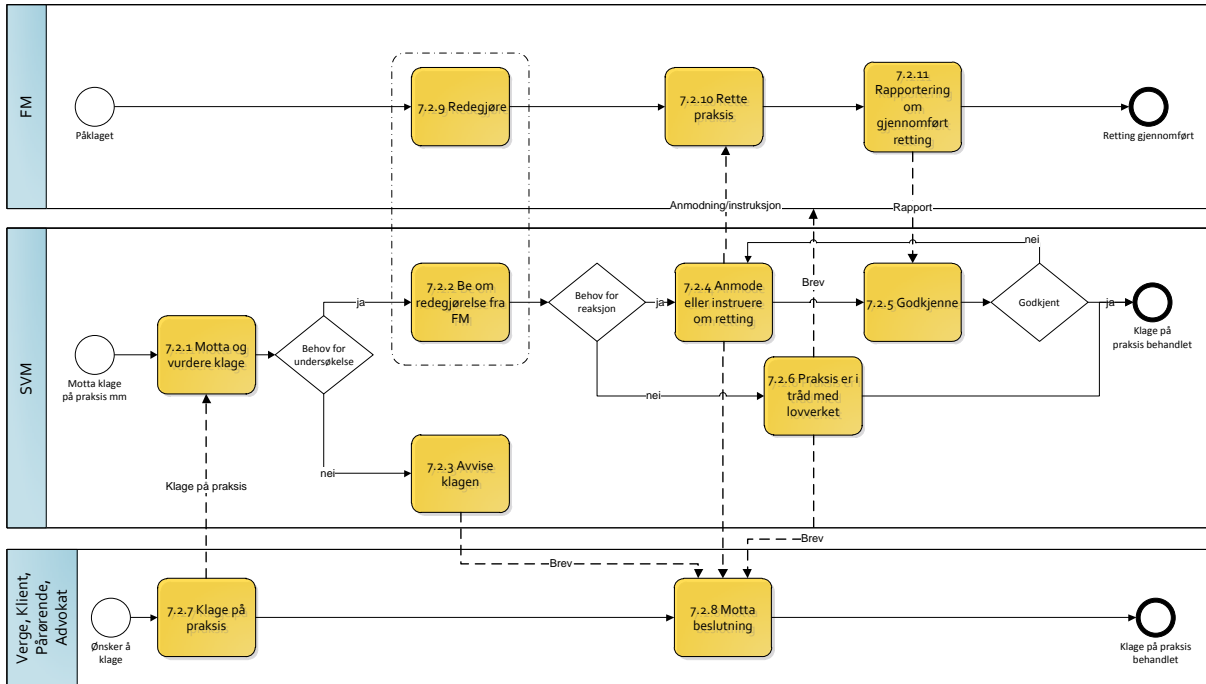 FM
Påklaget
7.2.9 Redegjøre
7.2.10 Rette
praksis
7.2.11
Rapportering
om
gjennomført
retting
Retting gjennomført
Anmodning/instruksjon
Rapport
SVM
Motta klage
på praksis mm
7.2.1 Motta og
vurdere klage
Behov for
undersøkelse
ja
nei
7.2.2 Be om
redegjørelse fra
FM
7.2.3 Avvise
klagen
Behov for
reaksjon
ja
nei
7.2.4 Anmode
eller instruere
om retting
Brev
7.2.6 Praksis er i
tråd med
lovverket
7.2.5 Godkjenne
nei
Godkjent
ja
Klage på
praksis behandlet
Klage på praksis
Brev
Brev
Verge, Klient,
Pårørende,
Advokat
Ønsker å
klage
7.2.7 Klage på
praksis
7.2.8 Motta
beslutning
Klage på praksis
behandlet